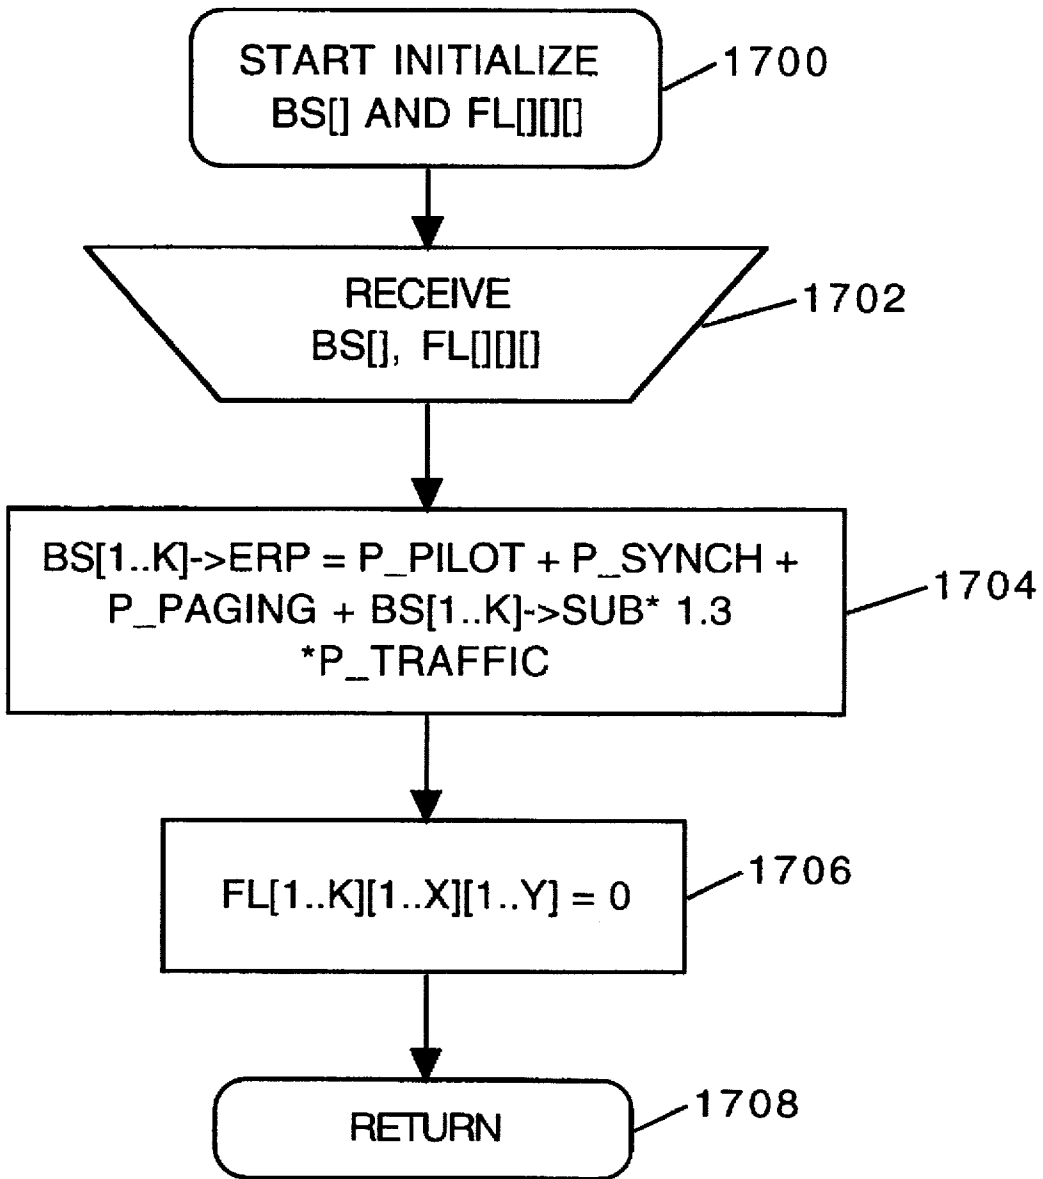 START INITIALIZE
BS[] AND FL[][][]
1700
RECEIVE
BS[], FL[][][]
1702
BS[1..K]->ERP = P_PILOT + P_SYNCH +
P_PAGING + BS[1..K]->SUB* 1.3
*P_TRAFFIC
1704
FL[1..K][1..X][1..Y] = 0
1706
RETURN
1708